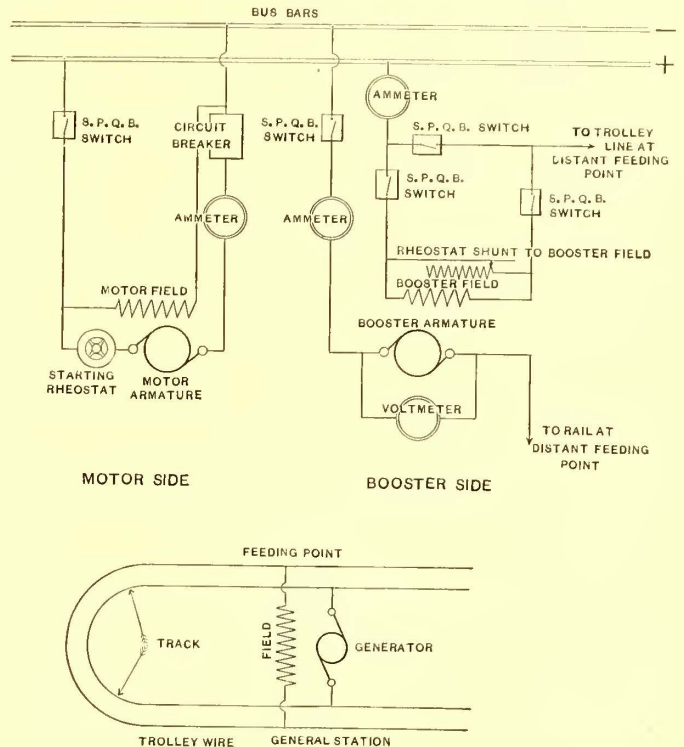 BUS BARS
−
+
S. P. Q. B.
SWITCH
CIRCUIT
BREAKER
S. P. Q. B.
SWITCH
AMMETER
S. P. Q. B. SWITCH
TO TROLLEY
LINE AT
DISTANT FEEDING
POINT
S. P. Q. B.
SWITCH
S. P. Q. B.
SWITCH
AMMETER
AMMETER
RHEOSTAT SHUNT TO BOOSTER FIELD
BOOSTER FIELD
MOTOR FIELD
STARTING
RHEOSTAT
MOTOR
ARMATURE
BOOSTER ARMATURE
VOLTMETER
TO RAIL AT
DISTANT FEEDING
POINT
MOTOR SIDE
BOOSTER SIDE
FEEDING POINT
TRACK
FIELD
GENERATOR
TROLLEY WIRE
GENERAL STATION